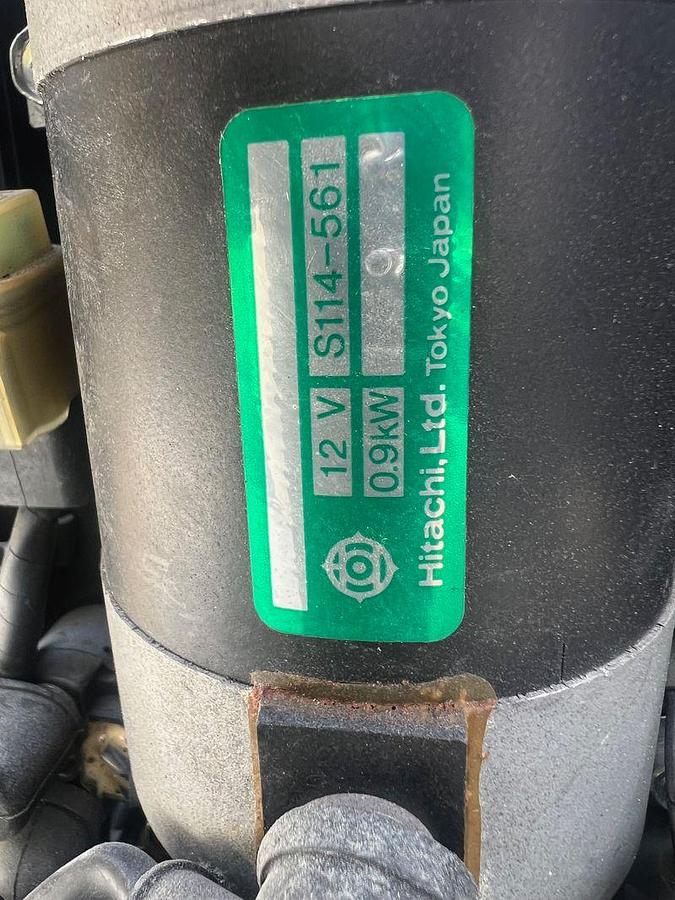 S114-561
12 V
0.9kW
Hitachi,Ltd. Tokyo Japan